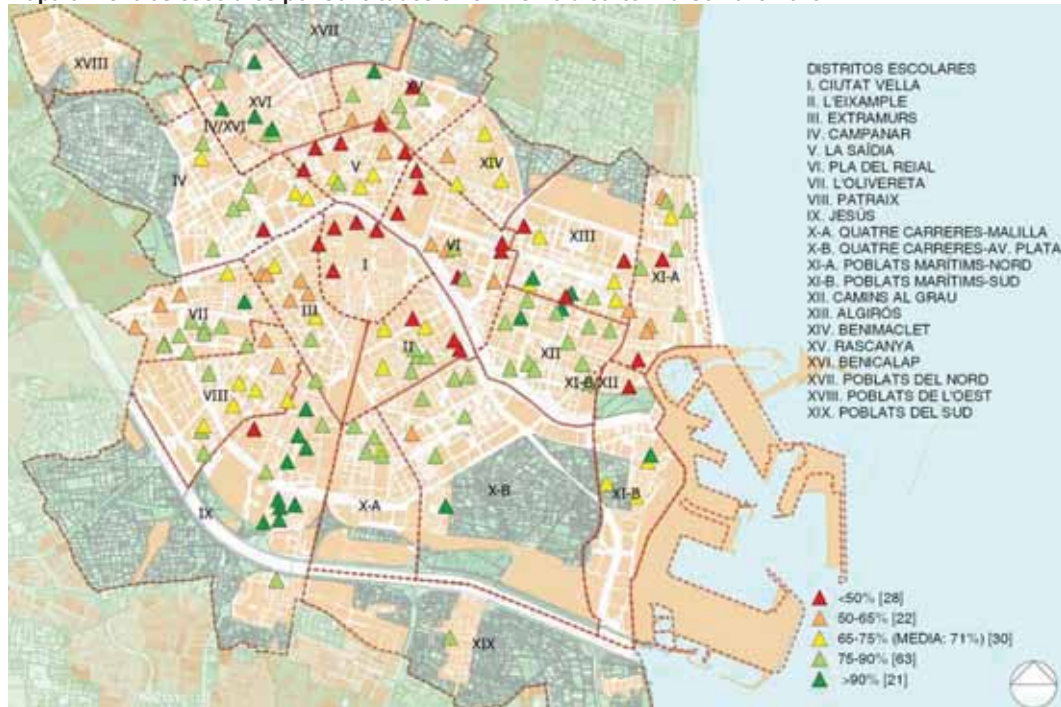 XVII
XVIII
XV
XVI
IV/XVI
XIV
IV
V
VI
XIII
I
XI-A
VII
III
II
XII
XI-B/XII
VIII
X-B
XI-B
IX
X-A
XIX
DISTRITOS ESCOLARES
I. CIUTAT VELLA
II. L'EIXAMPLE
III. EXTRAMURS
IV. CAMPANAR
V. LA SAÏDIA
VI. PLA DEL REIAL
VII. L'OLIVERETA
VIII. PATRAIX
IX. JESÚS
X-A. QUATRE CARRERES-MALILLA
X-B. QUATRE CARRERES-AV. PLATA
XI-A. POBLATS MARÍTIMS-NORD
XI-B. POBLATS MARÍTIMS-SUD
XII. CAMINS AL GRAU
XIII. ALGIRÓS
XIV. BENIMACLET
XV. RASCANYA
XVI. BENICALAP
XVII. POBLATS DEL NORD
XVIII. POBLATS DE L'OEST
XIX. POBLATS DEL SUD
<50% [28]
50-65% [22]
65-75% (MEDIA: 71%) [30]
75-90% [63]
>90% [21]